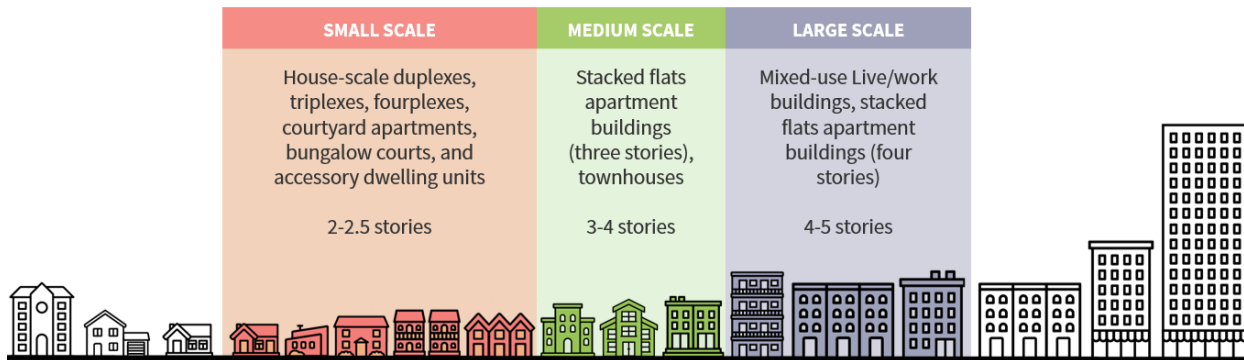 SMALL SCALE
House-scale duplexes,
triplexes, fourplexes,
courtyard apartments,
bungalow courts, and
accessory dwelling units
2-2.5 stories
MEDIUM SCALE
Stacked flats
apartment
buildings
(three stories),
townhouses
3-4 stories
LARGE SCALE
Mixed-use Live/work
buildings, stacked
flats apartment
buildings (four
stories)
4-5 stories